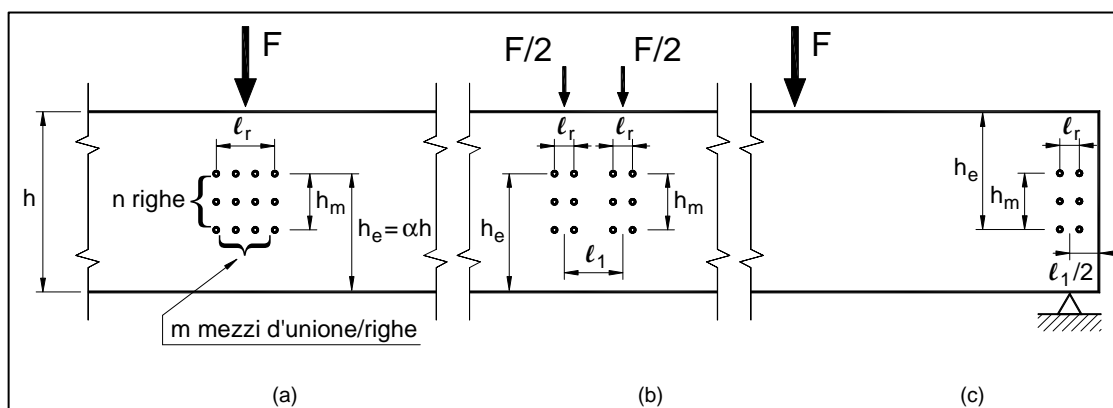 F
F/2 F/2
F
ℓr
ℓr ℓr
ℓr
h
n righe
hm
he=αh
he
hm
ℓ1
he
hm
ℓ1/2
m mezzi d'unione/righe
(a) (b) (c)